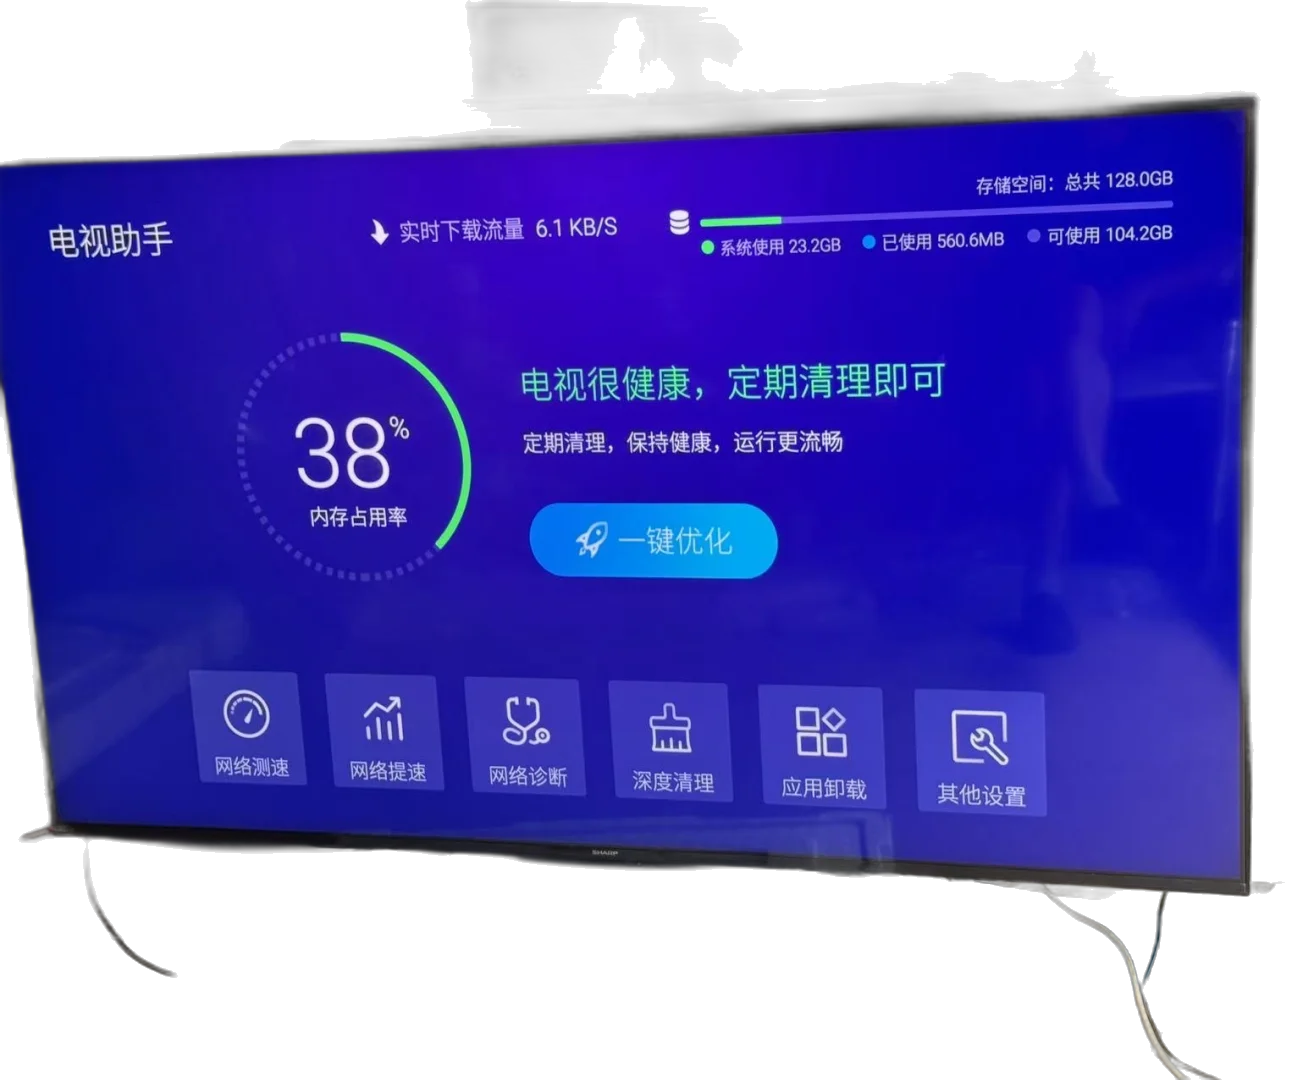 存储空间：总共 128.0GB
电视助手
实时下载流量 6.1 KB/S
系统使用 23.2GB 已使用 560.6MB 可使用 104.2GB
38%
内存占用率
电视很健康，定期清理即可
定期清理，保持健康，运行更流畅
一键优化
网络测速
网络提速
网络诊断
深度清理
应用卸载
其他设置
SHARP